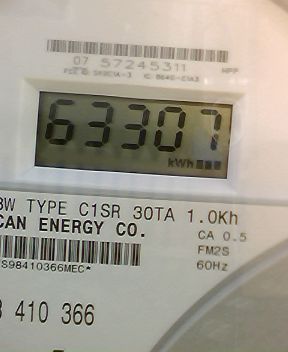 07 57245311
63307
kWh
3W TYPE C1SR 30TA 1.0Kh
CAN ENERGY CO.
CA 0.5
FM2S
60Hz
S98410366MEC*
410 366